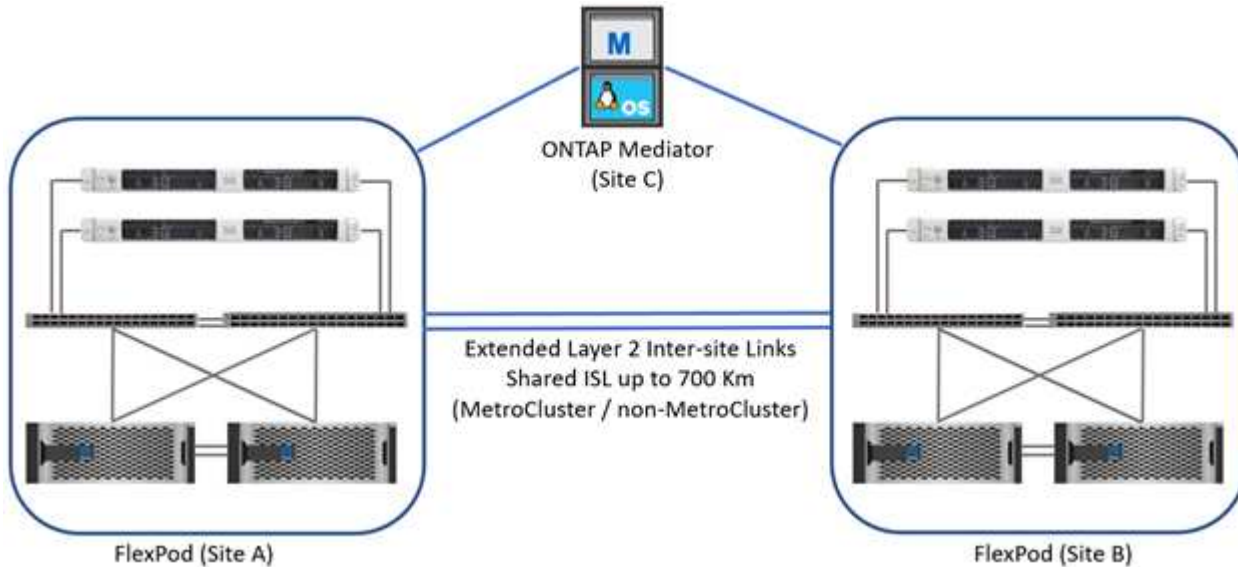 M
OS
ONTAP Mediator
(Site C)
Extended Layer 2 Inter-site Links
Shared ISL up to 700 Km
(MetroCluster / non-MetroCluster)
FlexPod (Site A)
FlexPod (Site B)